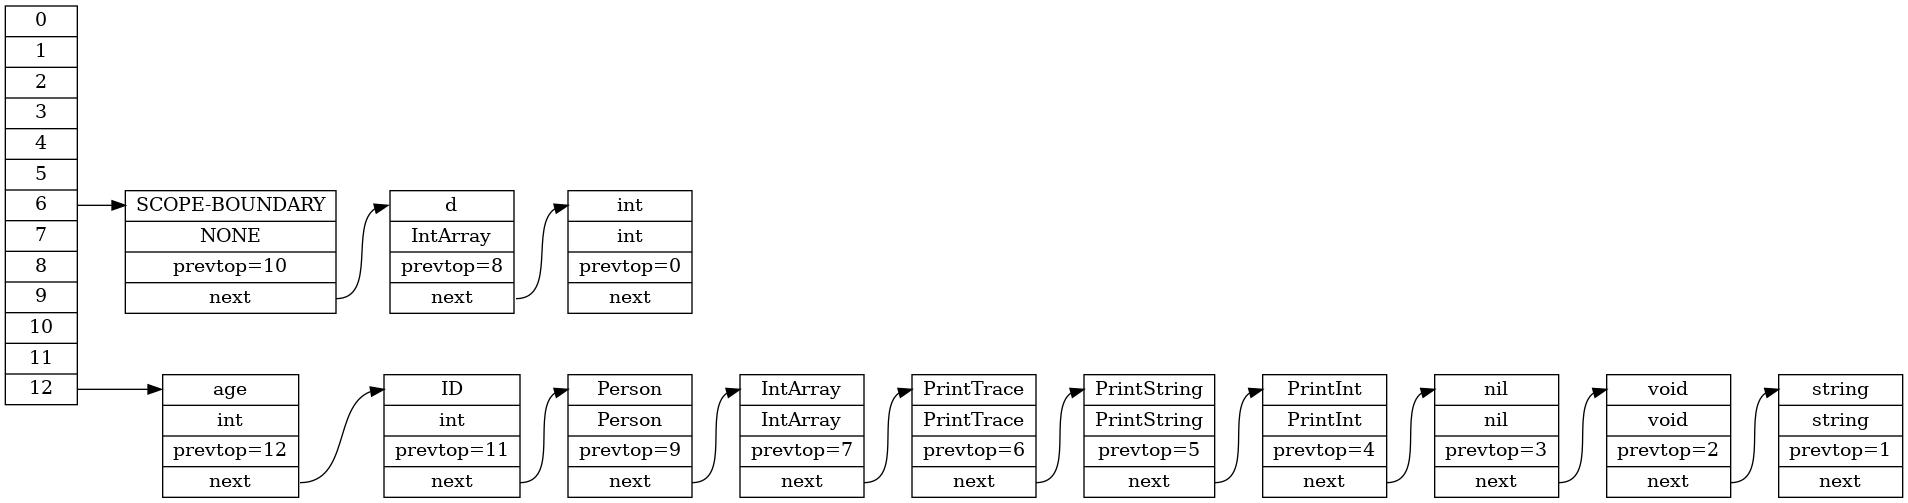 0
1
2
3
4
5
6
7
8
9
10
11
12
SCOPE-BOUNDARY
NONE
prevtop=10
next
d
IntArray
prevtop=8
next
int
int
prevtop=0
next
age
int
prevtop=12
next
ID
int
prevtop=11
next
Person
Person
prevtop=9
next
IntArray
IntArray
prevtop=7
next
PrintTrace
PrintTrace
prevtop=6
next
PrintString
PrintString
prevtop=5
next
PrintInt
PrintInt
prevtop=4
next
nil
nil
prevtop=3
next
void
void
prevtop=2
next
string
string
prevtop=1
next